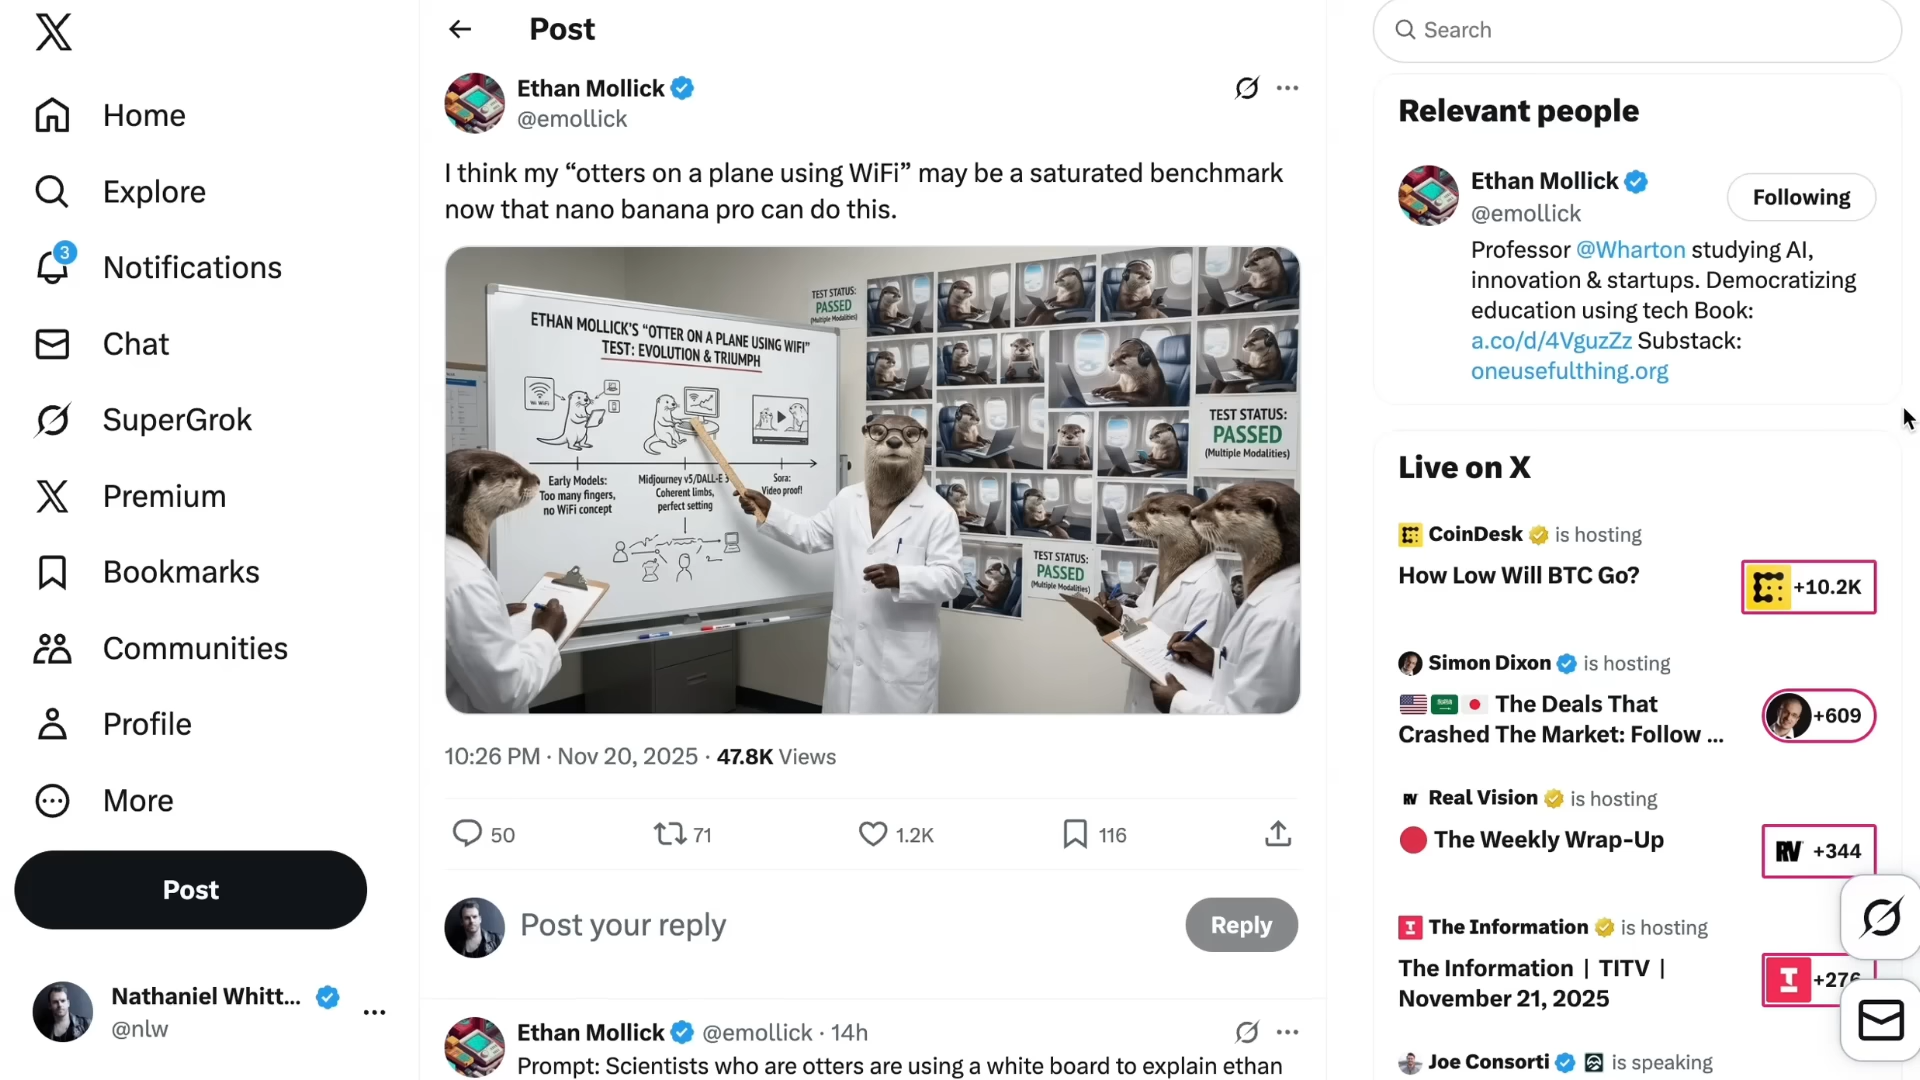 Home
Explore
3
Notifications
Chat
SuperGrok
Premium
Bookmarks
Communities
Profile
More
Post
Nathaniel Whitt...
@nlw
Post
Ethan Mollick
@emollick
I think my “otters on a plane using WiFi” may be a saturated benchmark
now that nano banana pro can do this.
ETHAN MOLLICK'S “OTTER ON A PLANE USING WIFI”
TEST: EVOLUTION & TRIUMPH
Early Models:
Too many fingers,
no WiFi concept
Midjourney v5/DALL-E 3
Coherent limbs,
perfect setting
Sora:
Video proof!
TEST STATUS:
PASSED
(Multiple Modalities)
TEST STATUS:
PASSED
(Multiple Modalities)
TEST STATUS:
PASSED
(Multiple Modalities)
10:26 PM · Nov 20, 2025 · 47.8K Views
50
71
1.2K
116
Post your reply
Reply
Ethan Mollick @emollick · 14h
Prompt: Scientists who are otters are using a white board to explain ethan
Search
Relevant people
Ethan Mollick
@emollick
Following
Professor @Wharton studying AI,
innovation & startups. Democratizing
education using tech Book:
a.co/d/4VguzZz Substack:
oneusefulthing.org
Live on X
CoinDesk is hosting
How Low Will BTC Go?
+10.2K
Simon Dixon is hosting
The Deals That
Crashed The Market: Follow ...
+609
RV Real Vision is hosting
The Weekly Wrap-Up
RV +344
The Information is hosting
The Information | TITV |
November 21, 2025
+276
Joe Consorti is speaking